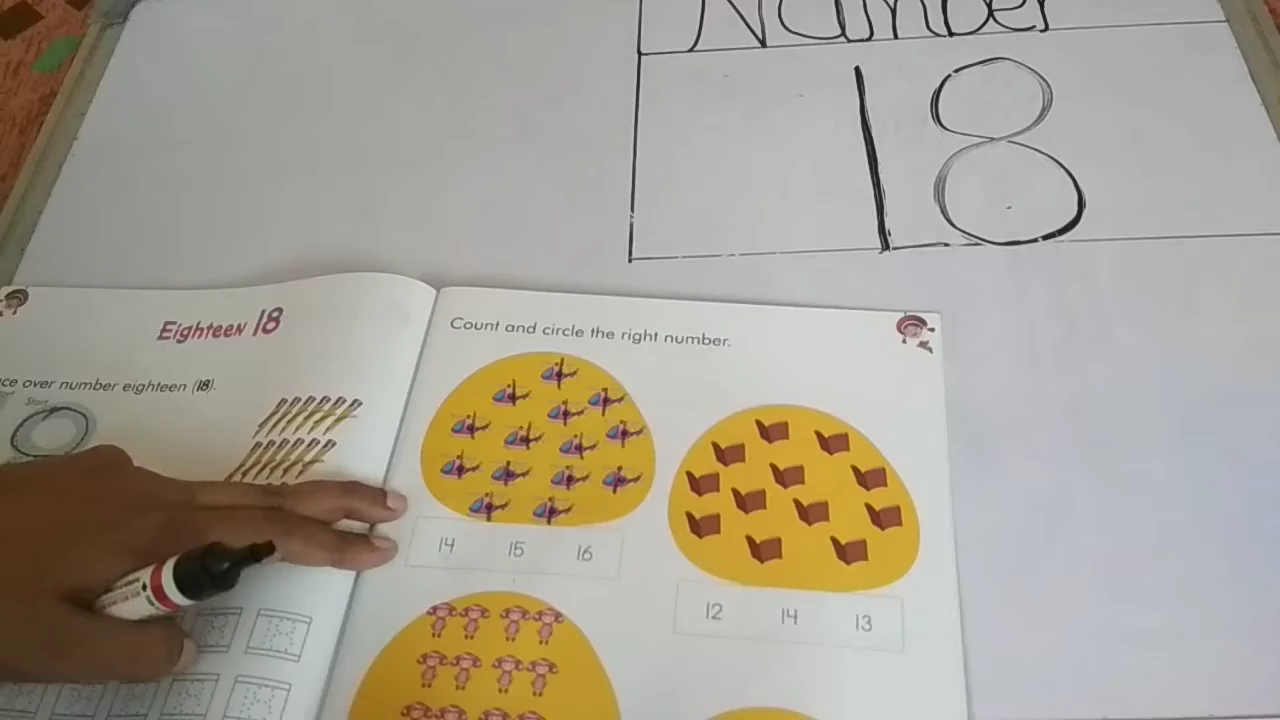 Number
18
Eighteen 18
ce over number eighteen (18).
Start
Count and circle the right number.
14 15 16
12 14 13